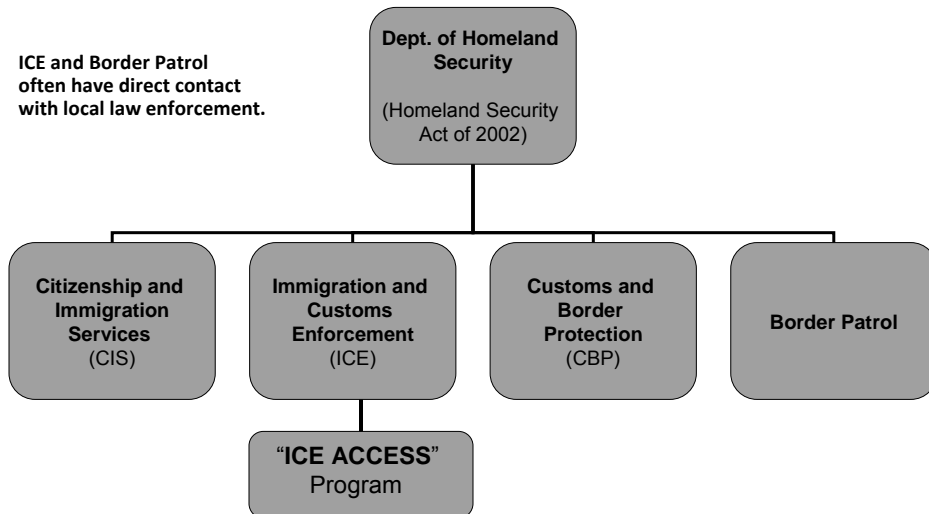 ICE and Border Patrol
often have direct contact
with local law enforcement.
Dept. of Homeland
Security
(Homeland Security
Act of 2002)
Citizenship and
Immigration
Services
(CIS)
Immigration and
Customs
Enforcement
(ICE)
Customs and
Border
Protection
(CBP)
Border Patrol
“ICE ACCESS”
Program